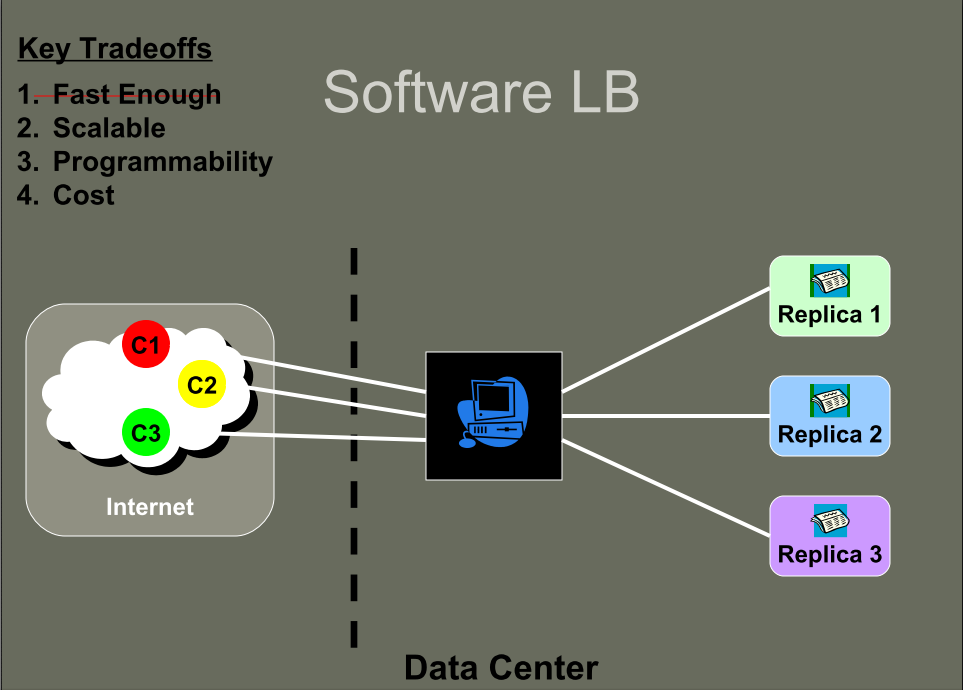 Key Tradeoffs
1. Fast Enough
2. Scalable
3. Programmability
4. Cost
Software LB
C1
C2
C3
Internet
Replica 1
Replica 2
Replica 3
Data Center